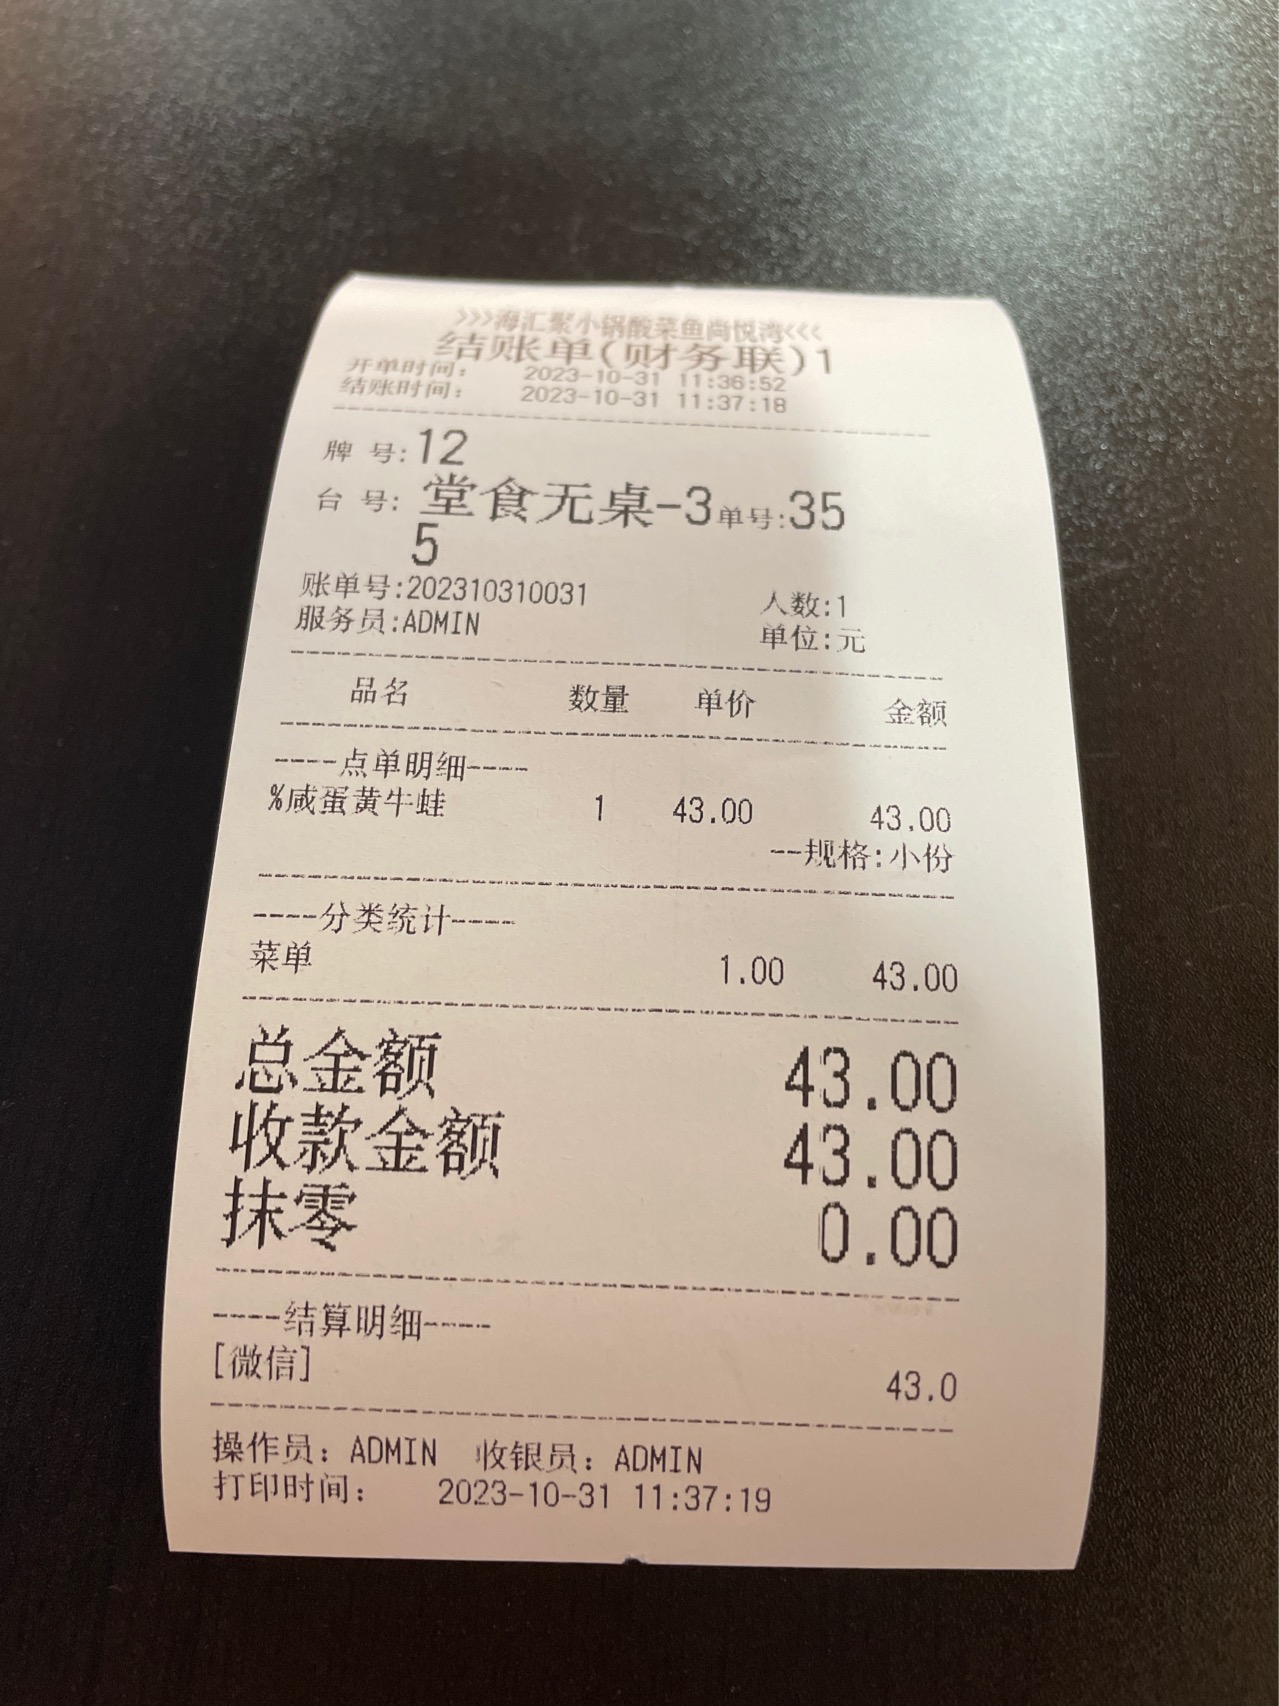 >>>海汇聚小锅酸菜鱼尚悦湾<<<
结账单(财务联)1
开单时间: 2023-10-31 11:36:52
结账时间: 2023-10-31 11:37:18
牌 号:12
台 号: 堂食无桌-3单号:35
5
账单号:202310310031 人数:1
服务员:ADMIN 单位:元
品名 数量 单价 金额
----点单明细----
%咸蛋黄牛蛙 1 43.00 43.00
--规格:小份
----分类统计----
菜单 1.00 43.00
总金额 43.00
收款金额 43.00
抹零 0.00
----结算明细----
[微信] 43.0
操作员: ADMIN 收银员: ADMIN
打印时间: 2023-10-31 11:37:19